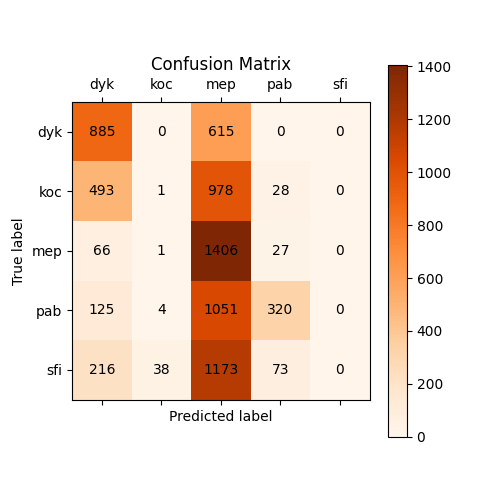 Confusion Matrix
dyk koc mep pab sfi
dyk 885 0 615 0 0
koc 493 1 978 28 0
mep 66 1 1406 27 0
pab 125 4 1051 320 0
sfi 216 38 1173 73 0
True label
Predicted label
1400
1200
1000
800
600
400
200
0